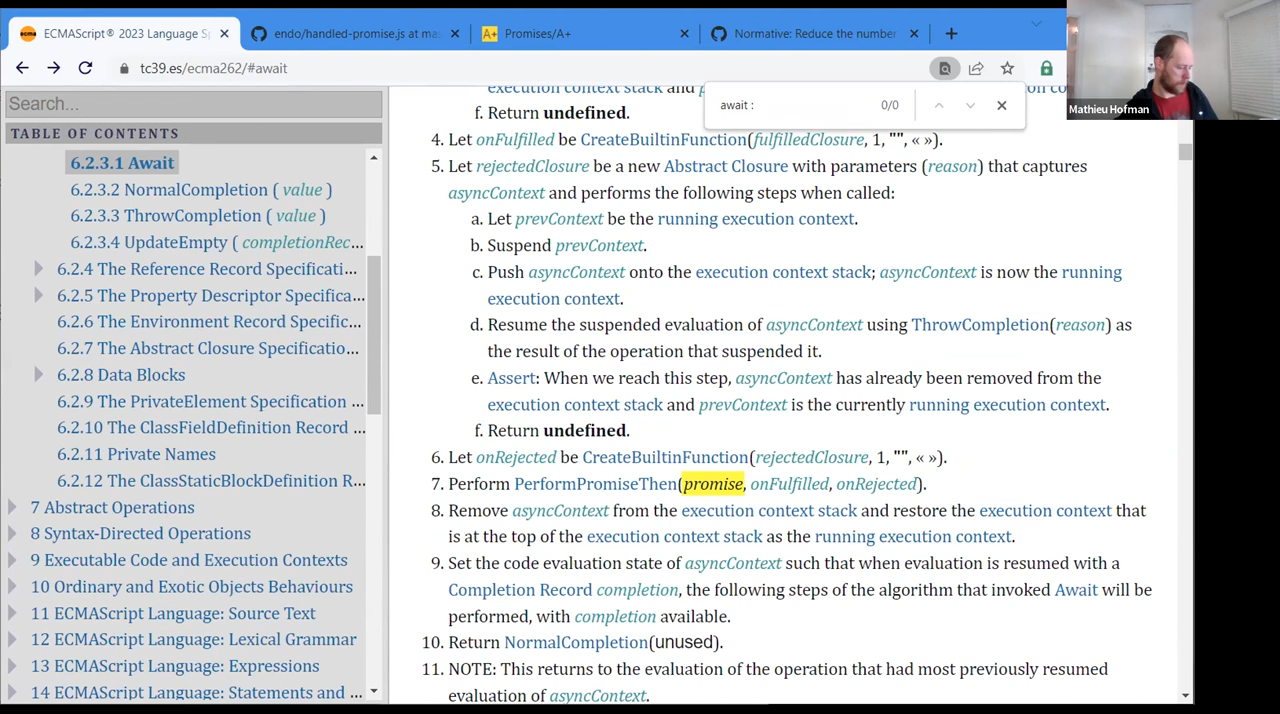 ECMAScript® 2023 Language Sp
endo/handled-promise.js at mas
A+ Promises/A+
Normative: Reduce the number
tc39.es/ecma262/#await
Mathieu Hofman
await :
0/0
Search...
TABLE OF CONTENTS
6.2.3.1 Await
6.2.3.2 NormalCompletion ( value )
6.2.3.3 ThrowCompletion ( value )
6.2.3.4 UpdateEmpty ( completionRec...
6.2.4 The Reference Record Specificati...
6.2.5 The Property Descriptor Specifica...
6.2.6 The Environment Record Specific...
6.2.7 The Abstract Closure Specificatio...
6.2.8 Data Blocks
6.2.9 The PrivateElement Specification ...
6.2.10 The ClassFieldDefinition Record ...
6.2.11 Private Names
6.2.12 The ClassStaticBlockDefinition R...
7 Abstract Operations
8 Syntax-Directed Operations
9 Executable Code and Execution Contexts
10 Ordinary and Exotic Objects Behaviours
11 ECMAScript Language: Source Text
12 ECMAScript Language: Lexical Grammar
13 ECMAScript Language: Expressions
14 ECMAScript Language: Statements and ...
execution context stack and
f. Return undefined.
4. Let onFulfilled be CreateBuiltinFunction(fulfilledClosure, 1, "", « »).
5. Let rejectedClosure be a new Abstract Closure with parameters (reason) that captures
asyncContext and performs the following steps when called:
a. Let prevContext be the running execution context.
b. Suspend prevContext.
c. Push asyncContext onto the execution context stack; asyncContext is now the running
execution context.
d. Resume the suspended evaluation of asyncContext using ThrowCompletion(reason) as
the result of the operation that suspended it.
e. Assert: When we reach this step, asyncContext has already been removed from the
execution context stack and prevContext is the currently running execution context.
f. Return undefined.
6. Let onRejected be CreateBuiltinFunction(rejectedClosure, 1, "", « »).
7. Perform PerformPromiseThen(promise, onFulfilled, onRejected).
8. Remove asyncContext from the execution context stack and restore the execution context that
is at the top of the execution context stack as the running execution context.
9. Set the code evaluation state of asyncContext such that when evaluation is resumed with a
Completion Record completion, the following steps of the algorithm that invoked Await will be
performed, with completion available.
10. Return NormalCompletion(unused).
11. NOTE: This returns to the evaluation of the operation that had most previously resumed
evaluation of asyncContext.